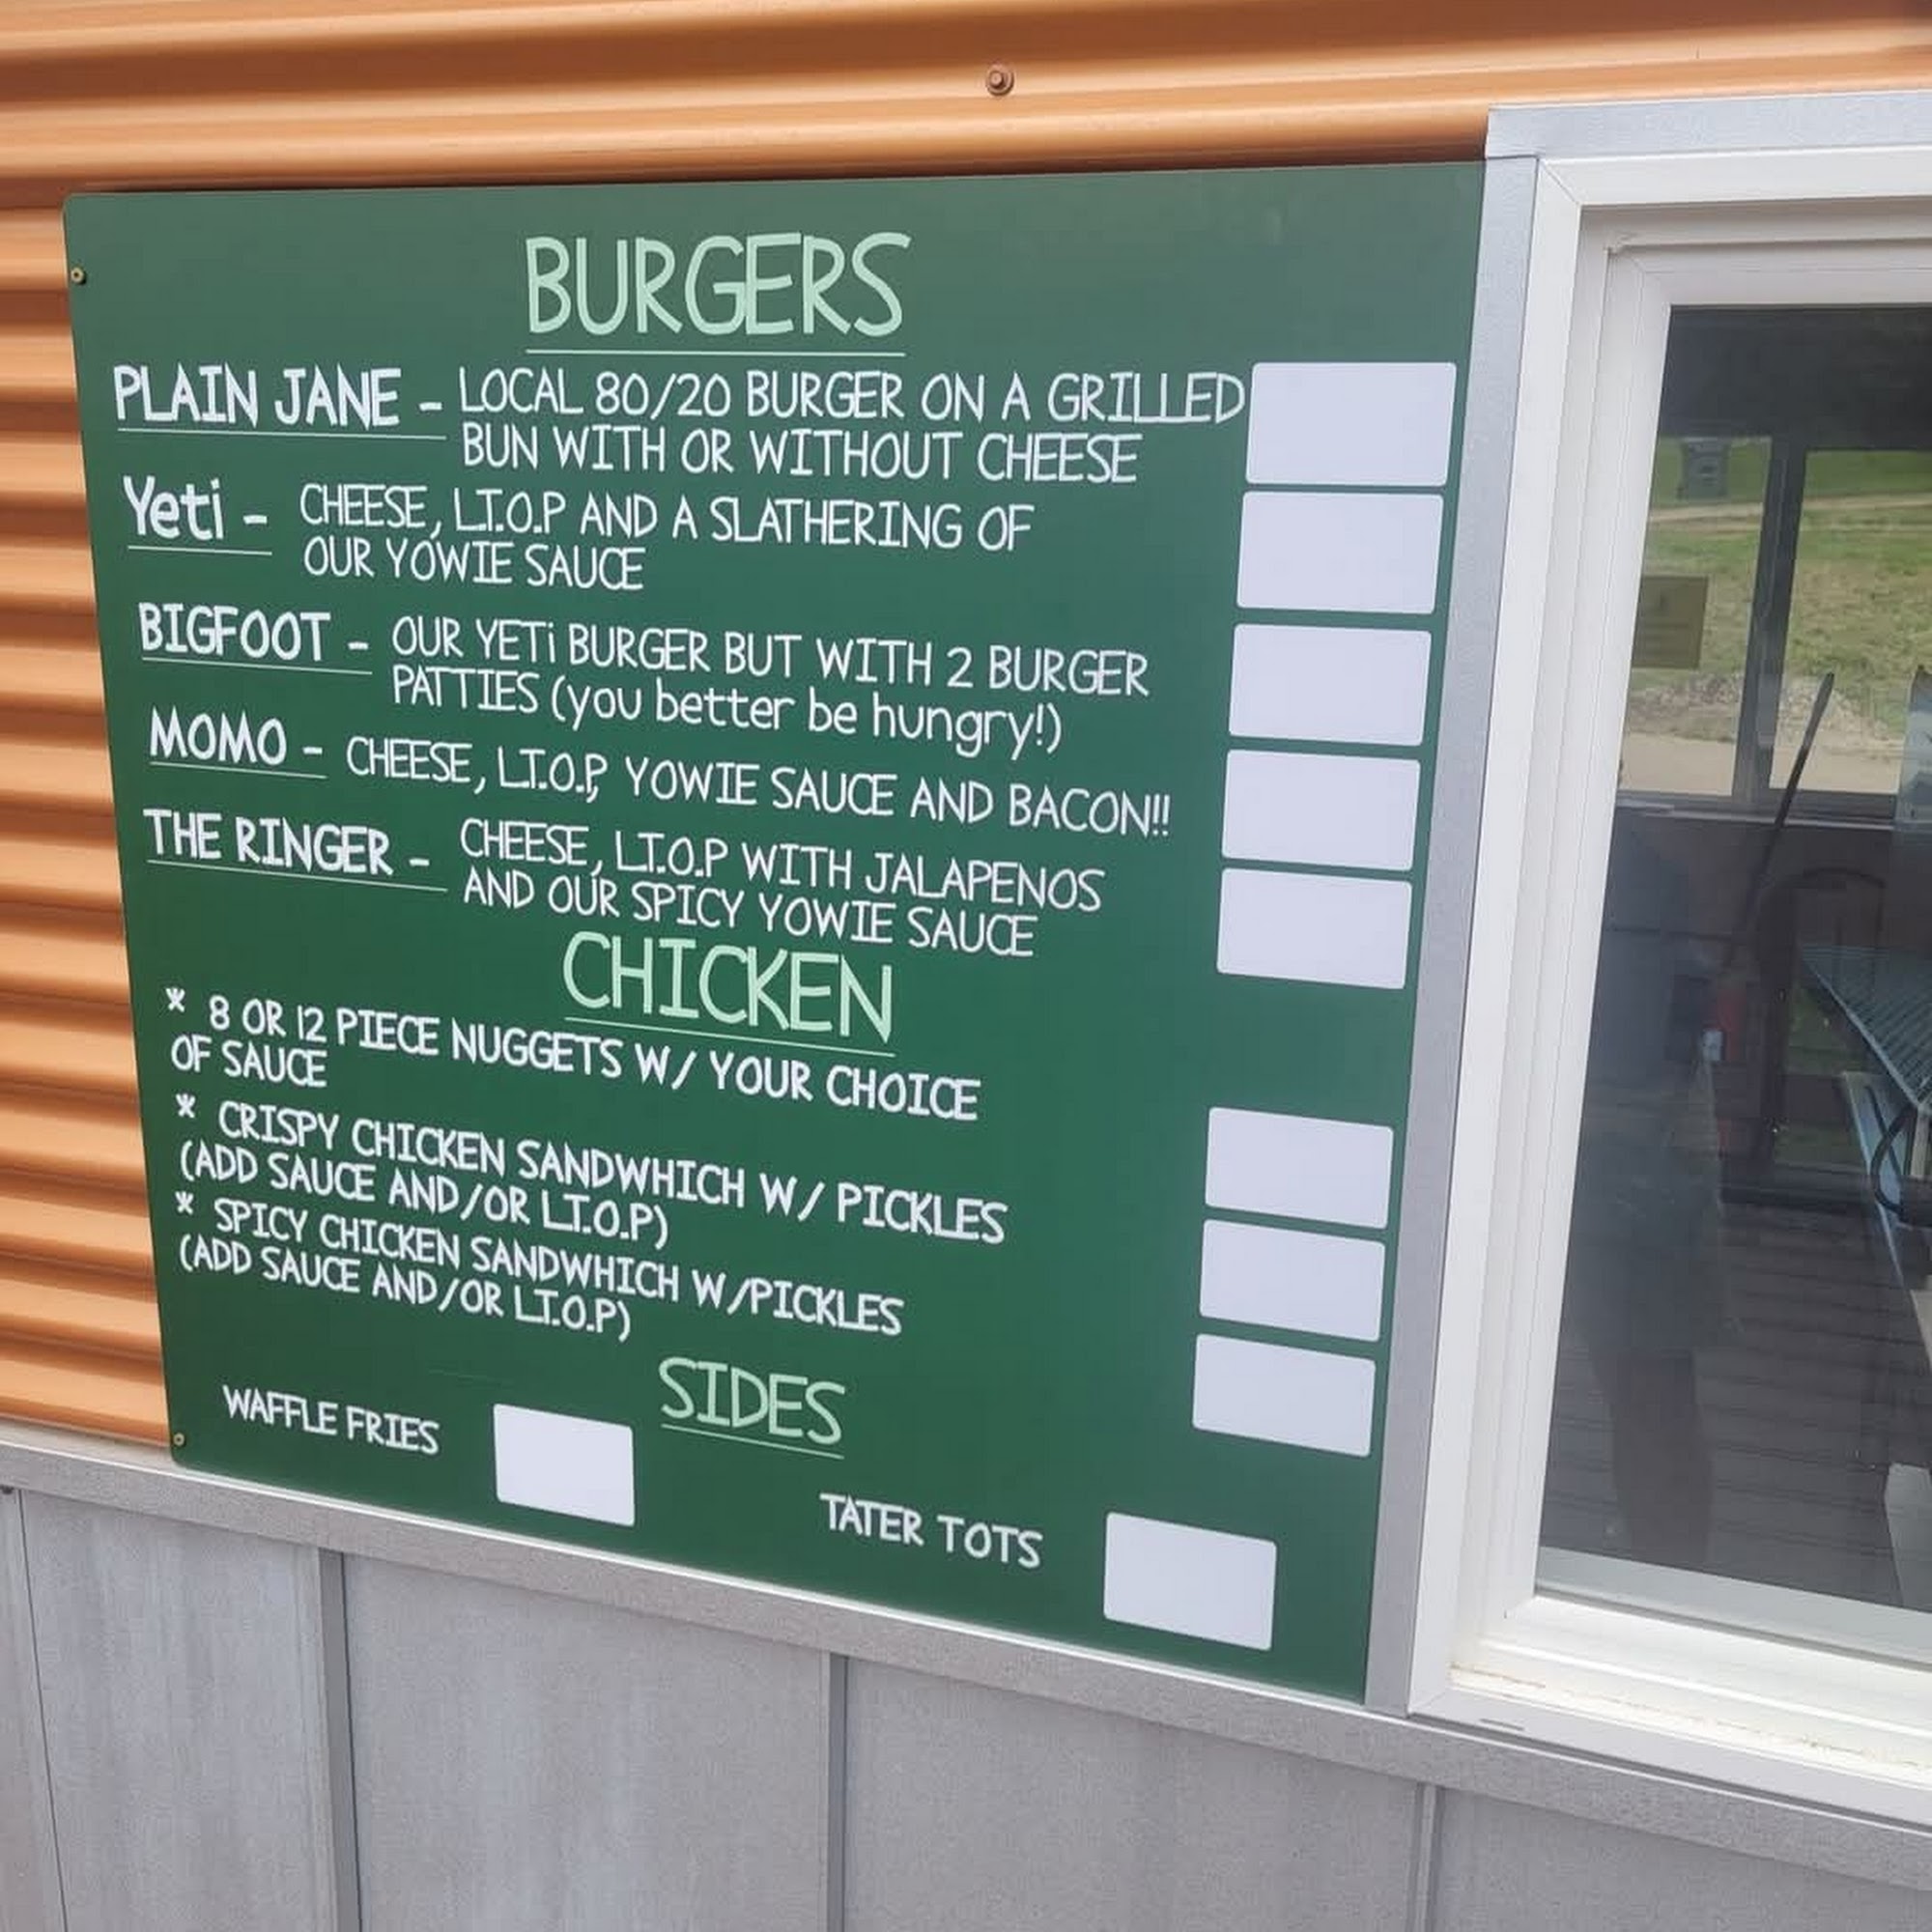 BURGERS
PLAIN JANE - LOCAL 80/20 BURGER ON A GRILLED
BUN WITH OR WITHOUT CHEESE
Yeti - CHEESE, L.T.O.P AND A SLATHERING OF
OUR YOWIE SAUCE
BIGFOOT - OUR YETi BURGER BUT WITH 2 BURGER
PATTIES (you better be hungry!)
MOMO - CHEESE, L.T.O.P, YOWIE SAUCE AND BACON!!
THE RINGER - CHEESE, L.T.O.P WITH JALAPENOS
AND OUR SPICY YOWIE SAUCE
CHICKEN
* 8 OR 12 PIECE NUGGETS W/ YOUR CHOICE
OF SAUCE
* CRISPY CHICKEN SANDWHICH W/ PICKLES
(ADD SAUCE AND/OR L.T.O.P)
* SPICY CHICKEN SANDWHICH W/PICKLES
(ADD SAUCE AND/OR L.T.O.P)
SIDES
WAFFLE FRIES
TATER TOTS